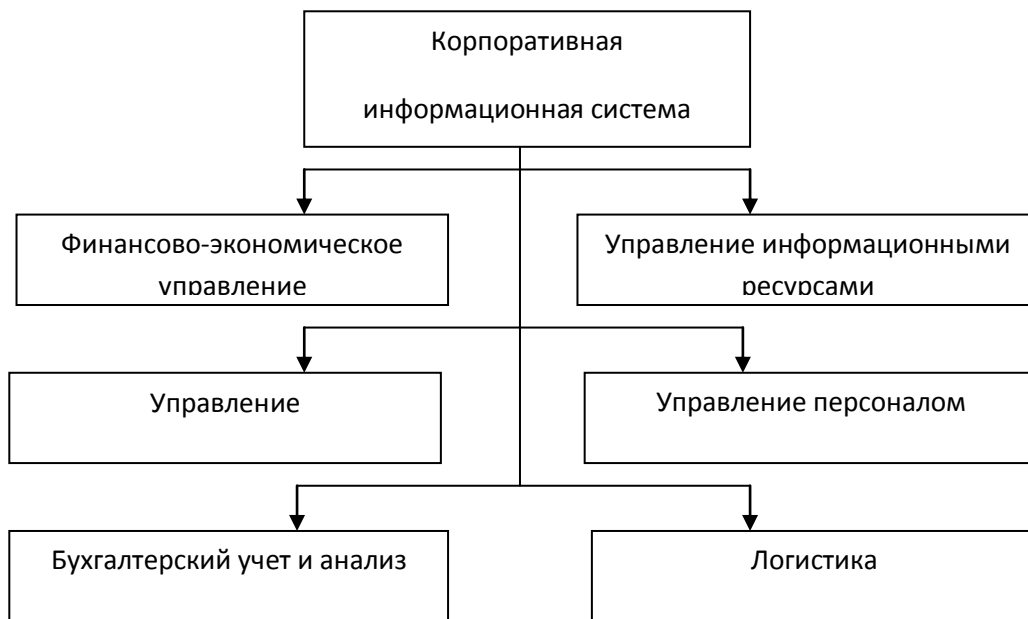 Корпоративная
информационная система
Финансово-экономическое
управление
Управление информационными
ресурсами
Управление
Управление персоналом
Бухгалтерский учет и анализ
Логистика